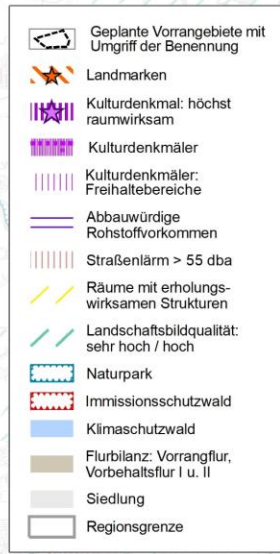 Geplante Vorranggebiete mit
Umgriff der Benennung
Landmarken
Kulturdenkmal: höchst
raumwirksam
Kulturdenkmäler
Kulturdenkmäler:
Freihaltebereiche
Abbauwürdige
Rohstoffvorkommen
Straßenlärm > 55 dba
Räume mit erholungs-
wirksamen Strukturen
Landschaftsbildqualität:
sehr hoch / hoch
Naturpark
Immissionsschutzwald
Klimaschutzwald
Flurbilanz: Vorrangflur,
Vorbehaltsflur I u. II
Siedlung
Regionsgrenze